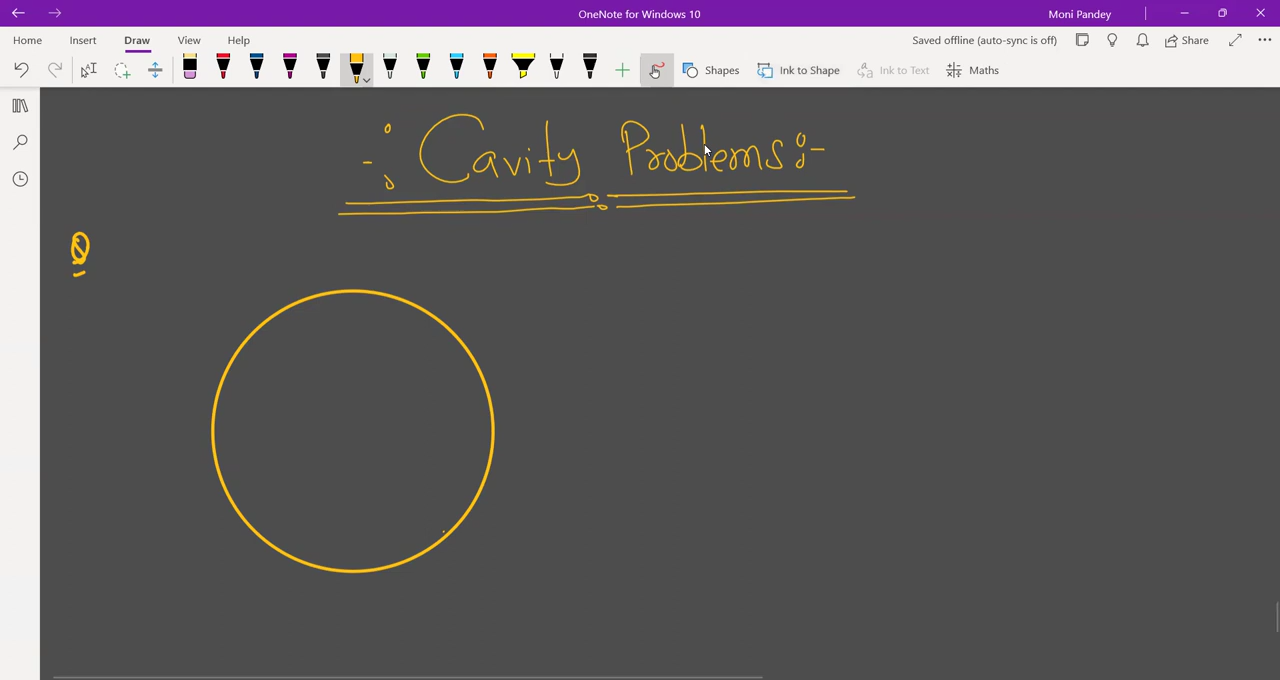 OneNote for Windows 10
Moni Pandey
Home Insert Draw View Help
Saved offline (auto-sync is off) Share
Shapes Ink to Shape Ink to Text Maths
-: Cavity Problems :-
Q